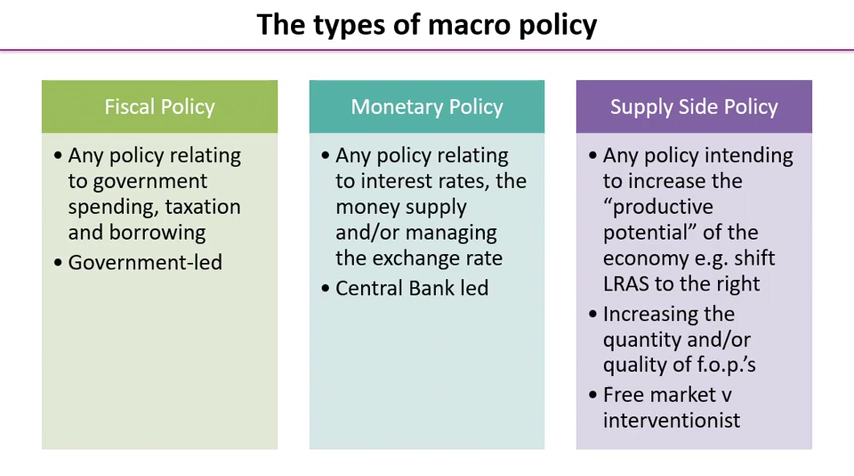 The types of macro policy
Fiscal Policy
• Any policy relating
to government
spending, taxation
and borrowing
• Government-led
Monetary Policy
• Any policy relating
to interest rates, the
money supply
and/or managing
the exchange rate
• Central Bank led
Supply Side Policy
• Any policy intending
to increase the
“productive
potential” of the
economy e.g. shift
LRAS to the right
• Increasing the
quantity and/or
quality of f.o.p.’s
• Free market v
interventionist